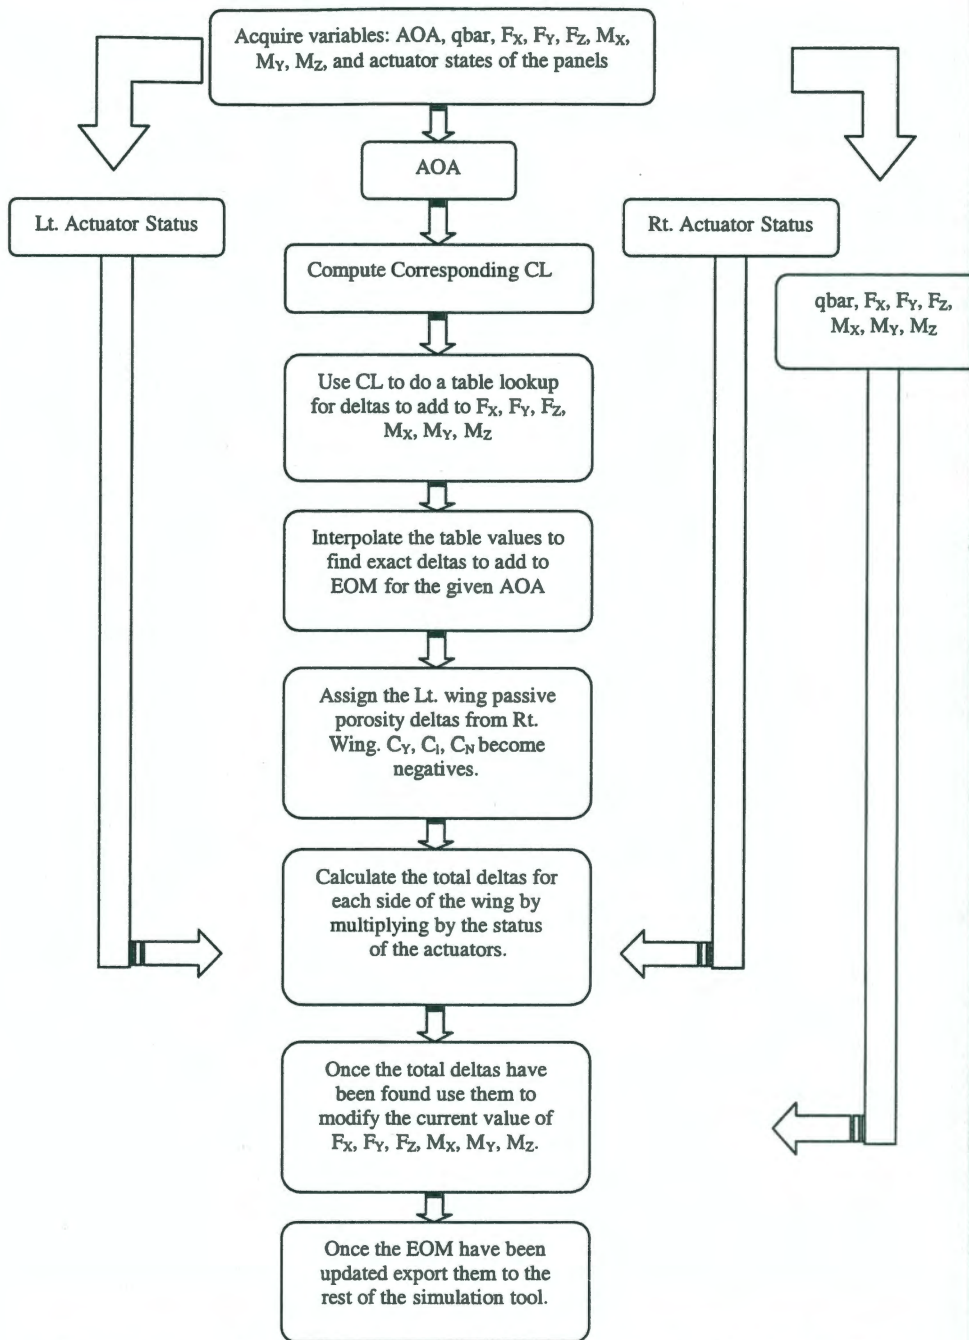 Acquire variables: AOA, qbar, FX, FY, FZ, MX,
MY, MZ, and actuator states of the panels
AOA
Lt. Actuator Status
Rt. Actuator Status
Compute Corresponding CL
qbar, FX, FY, FZ,
MX, MY, MZ
Use CL to do a table lookup
for deltas to add to FX, FY, FZ,
MX, MY, MZ
Interpolate the table values to
find exact deltas to add to
EOM for the given AOA
Assign the Lt. wing passive
porosity deltas from Rt.
Wing. CY, Cl, CN become
negatives.
Calculate the total deltas for
each side of the wing by
multiplying by the status
of the actuators.
Once the total deltas have
been found use them to
modify the current value of
FX, FY, FZ, MX, MY, MZ.
Once the EOM have been
updated export them to the
rest of the simulation tool.